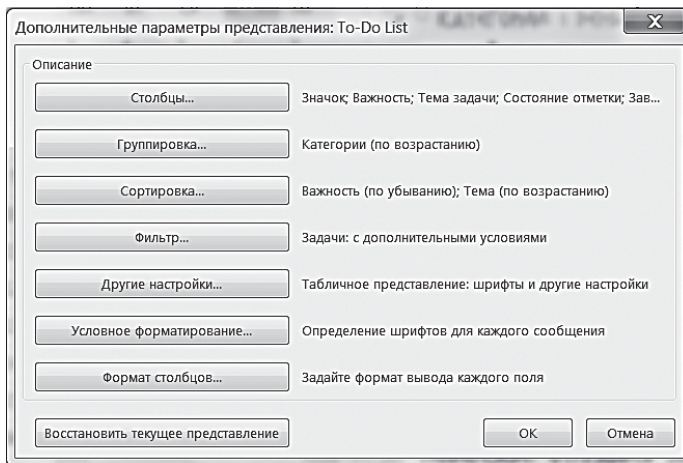 Дополнительные параметры представления: To-Do List
Описание
Столбцы... Значок; Важность; Тема задачи; Состояние отметки; Зав...
Группировка... Категории (по возрастанию)
Сортировка... Важность (по убыванию); Тема (по возрастанию)
Фильтр... Задачи: с дополнительными условиями
Другие настройки... Табличное представление: шрифты и другие настройки
Условное форматирование... Определение шрифтов для каждого сообщения
Формат столбцов... Задайте формат вывода каждого поля
Восстановить текущее представление ОК Отмена